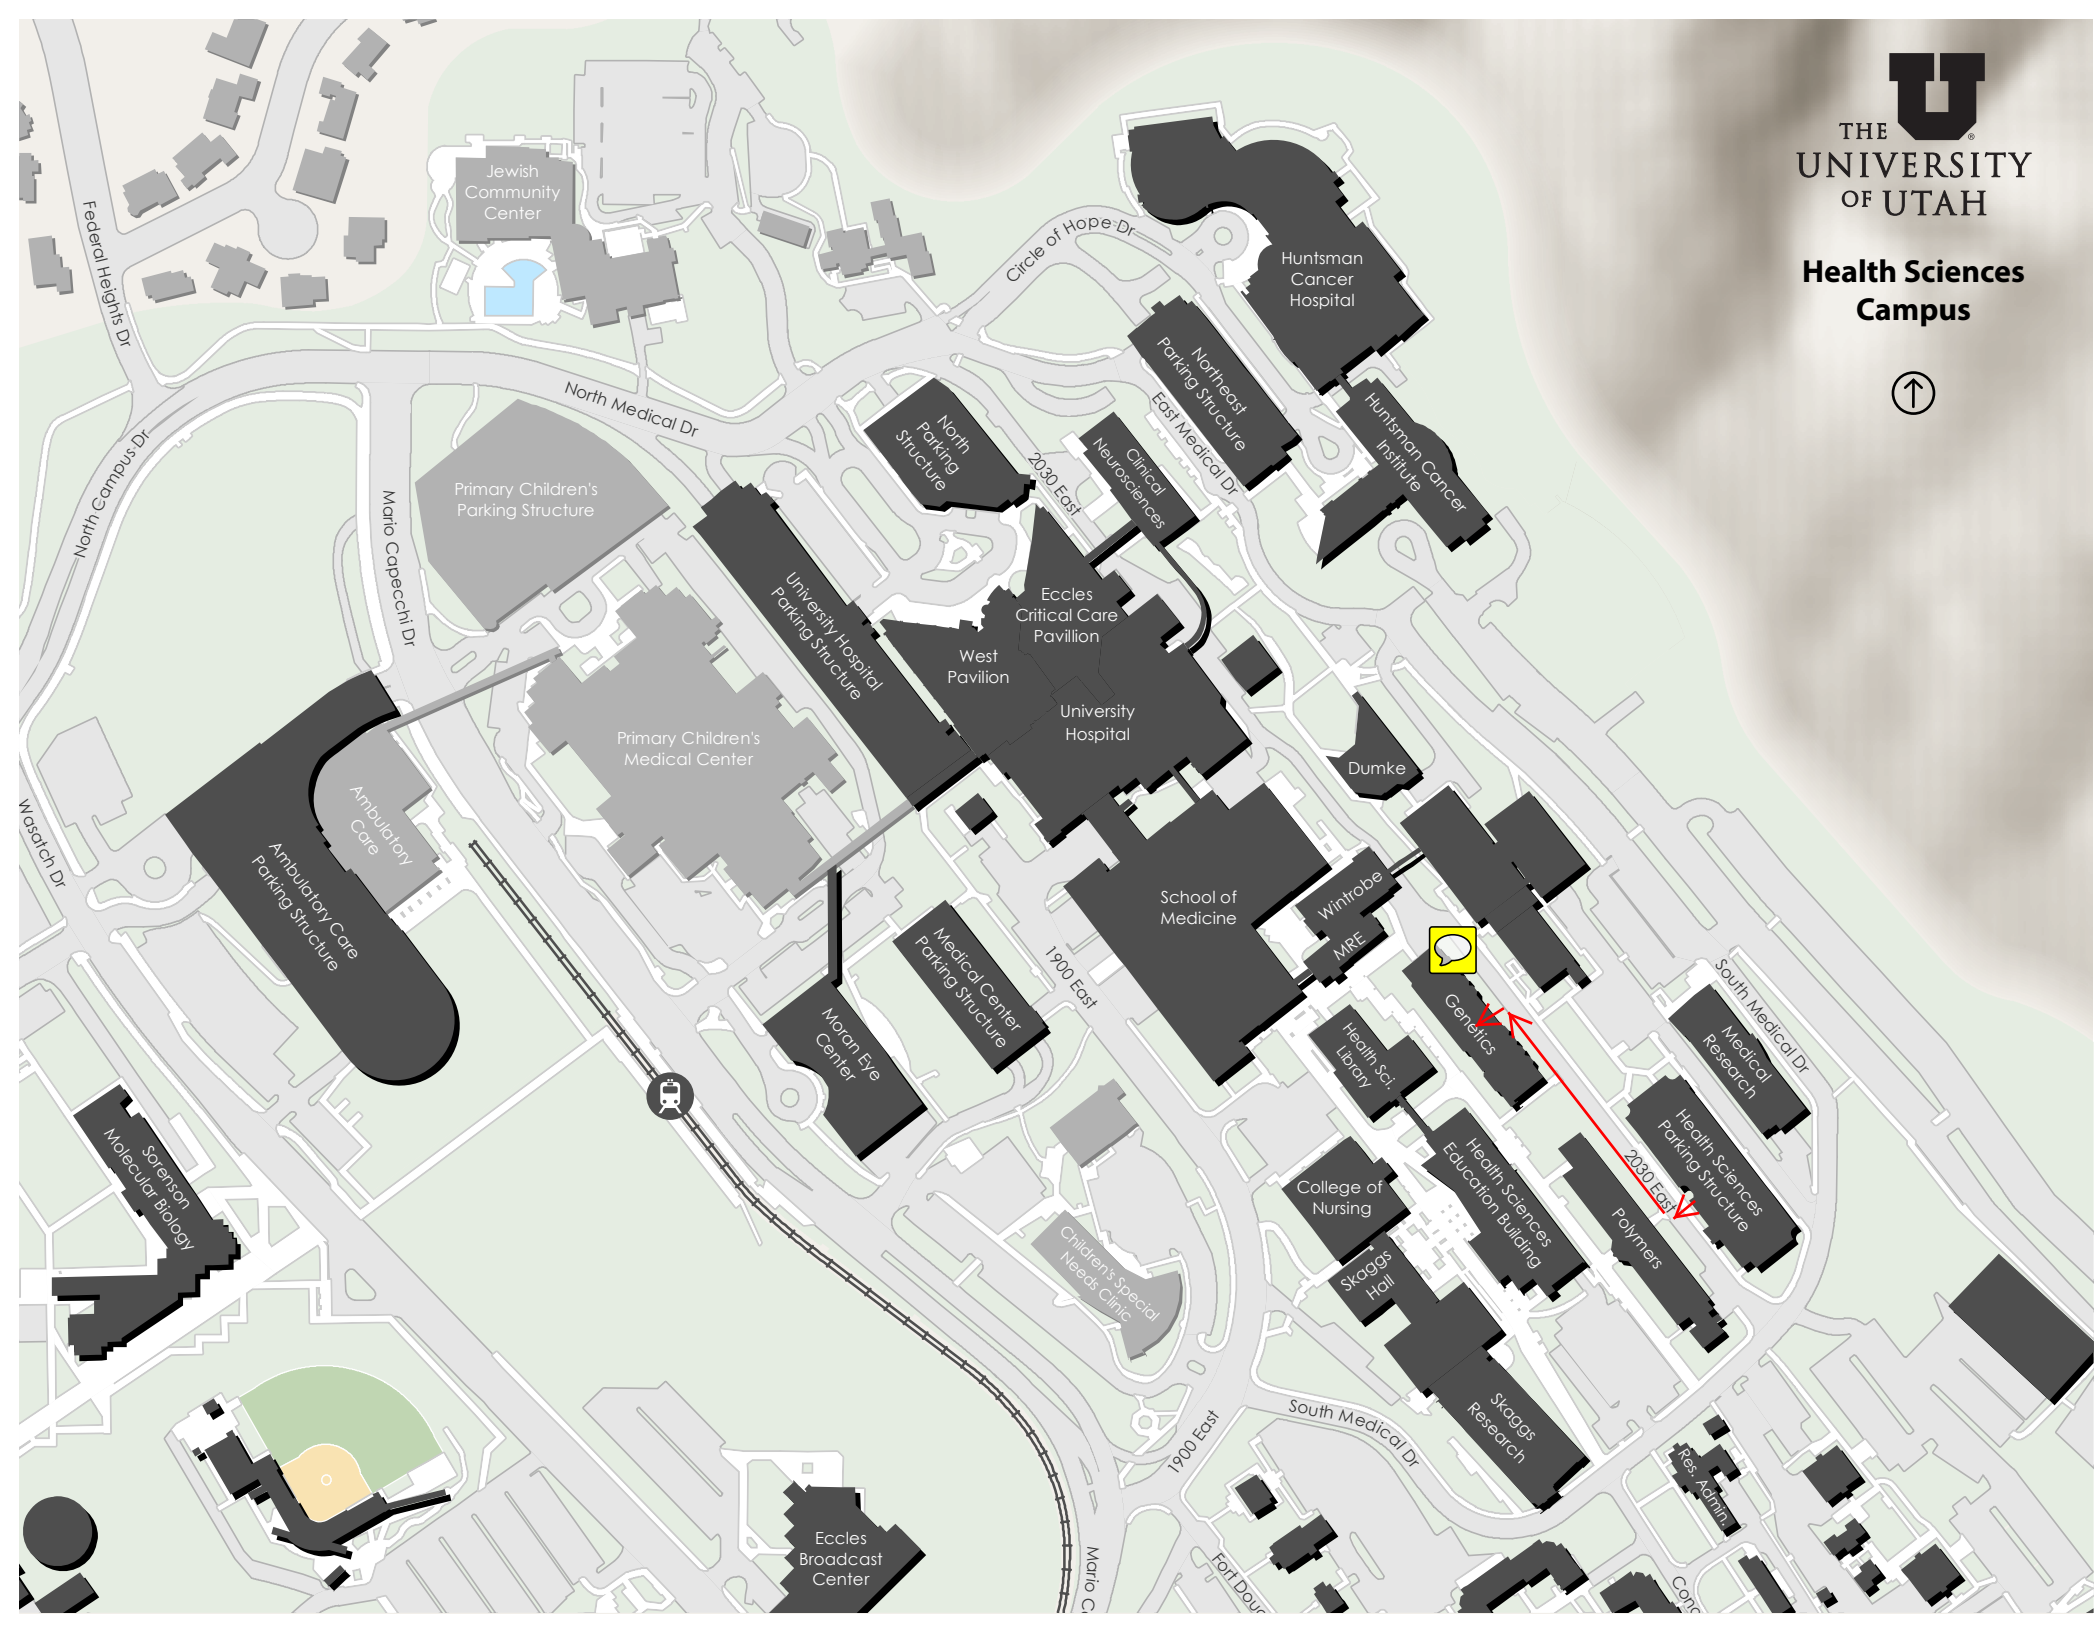 THE
UNIVERSITY
OF UTAH
®
Health Sciences
Campus
Jewish
Community
Center
Federal Heights Dr
Circle of Hope Dr
Huntsman
Cancer
Hospital
Northeast
Parking Structure
North Medical Dr
East Medical Dr
Huntsman Cancer
Institute
North
Parking
Structure
2030 East
Clinical
Neurosciences
North Campus Dr
Mario Capecchi Dr
Primary Children's
Parking Structure
University Hospital
Parking Structure
Eccles
Critical Care
Pavillion
West
Pavilion
University
Hospital
Primary Children's
Medical Center
Dumke
Wasatch Dr
Ambulatory
Care
Ambulatory Care
Parking Structure
School of
Medicine
Wintrobe
MRE
Medical Center
Parking Structure
1900 East
Genetics
South Medical Dr
Medical
Research
Moran Eye
Center
Health Sci.
Library
Health Sciences
Parking Structure
Sorenson
Molecular Biology
College of
Nursing
Health Sciences
Education Building
2030 East
Polymers
Children's Special
Needs Clinic
Skaggs
Hall
Skaggs
Research
South Medical Dr
1900 East
Res. Admin.
Eccles
Broadcast
Center
Mario C
Fort Doug
Conc